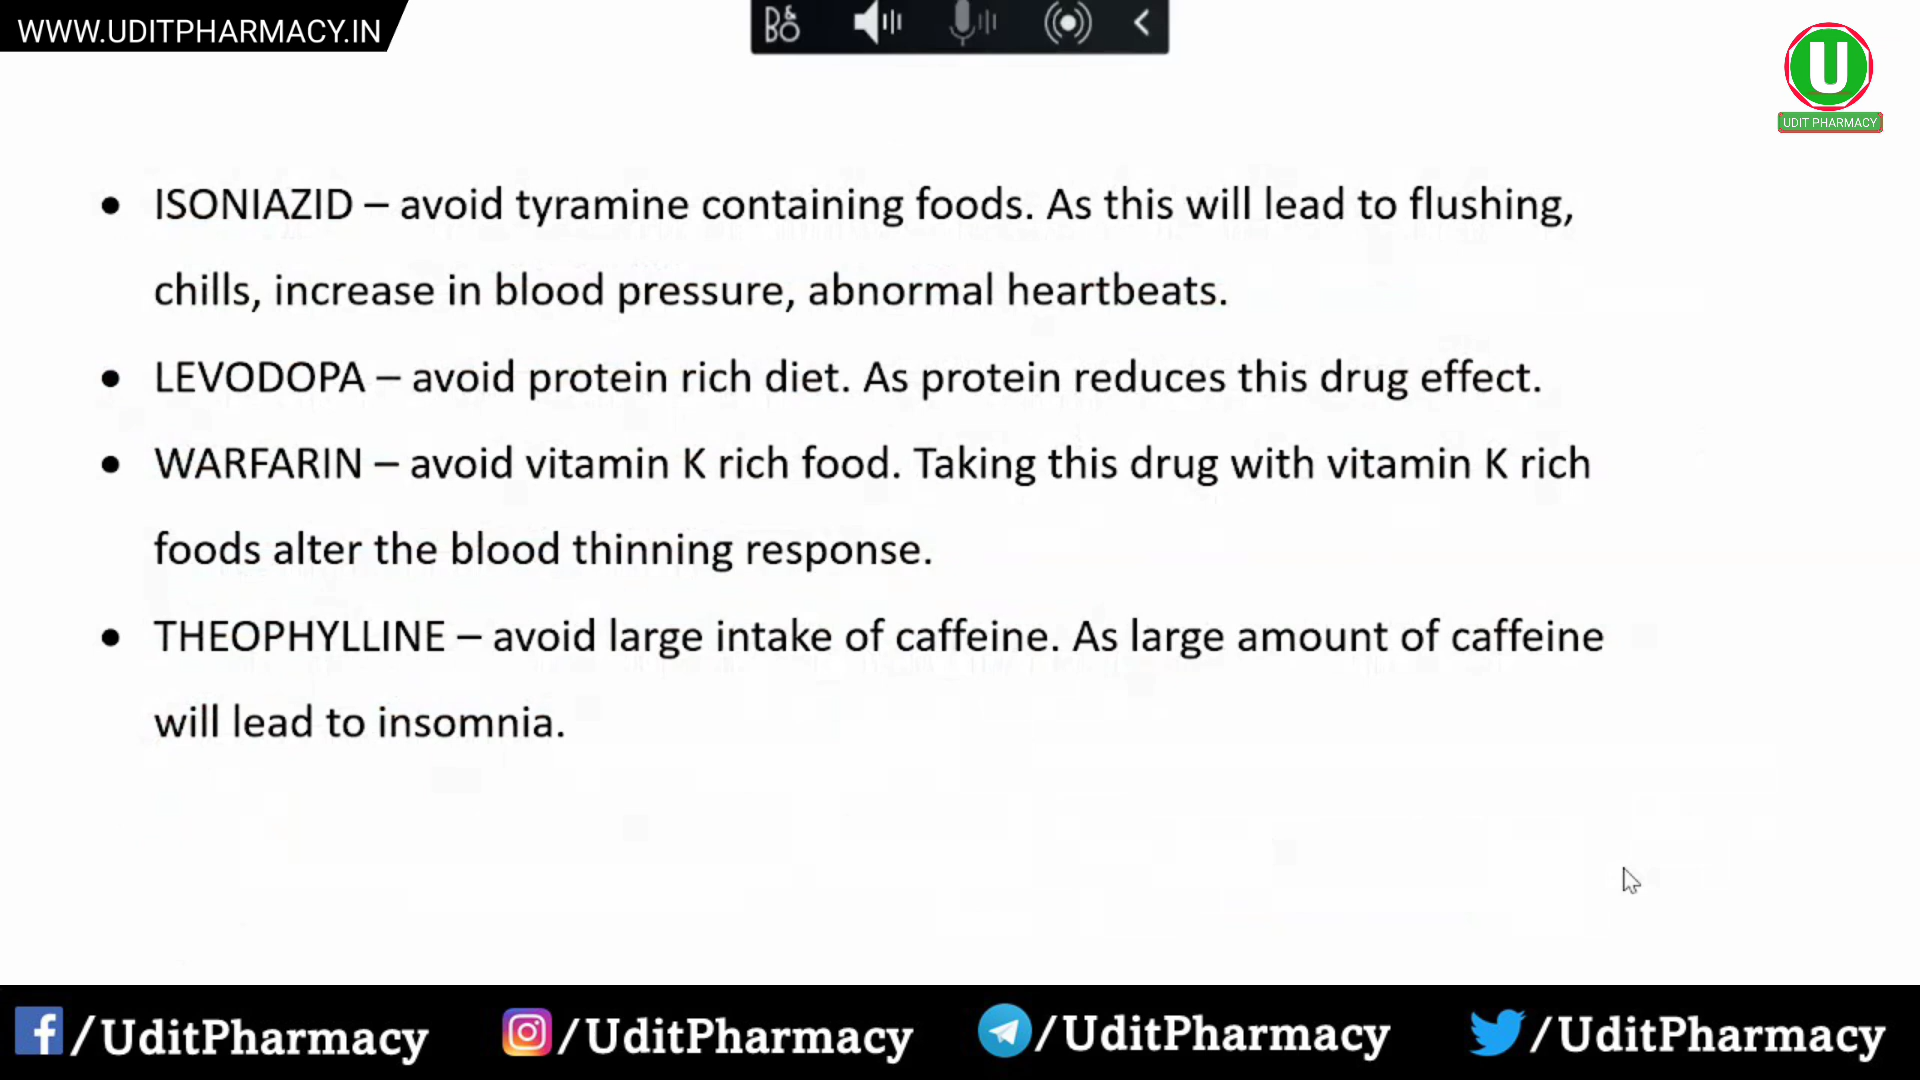 WWW.UDITPHARMACY.IN
B&O
U
UDIT PHARMACY
• ISONIAZID – avoid tyramine containing foods. As this will lead to flushing,
chills, increase in blood pressure, abnormal heartbeats.
• LEVODOPA – avoid protein rich diet. As protein reduces this drug effect.
• WARFARIN – avoid vitamin K rich food. Taking this drug with vitamin K rich
foods alter the blood thinning response.
• THEOPHYLLINE – avoid large intake of caffeine. As large amount of caffeine
will lead to insomnia.
/UditPharmacy /UditPharmacy /UditPharmacy /UditPharmacy